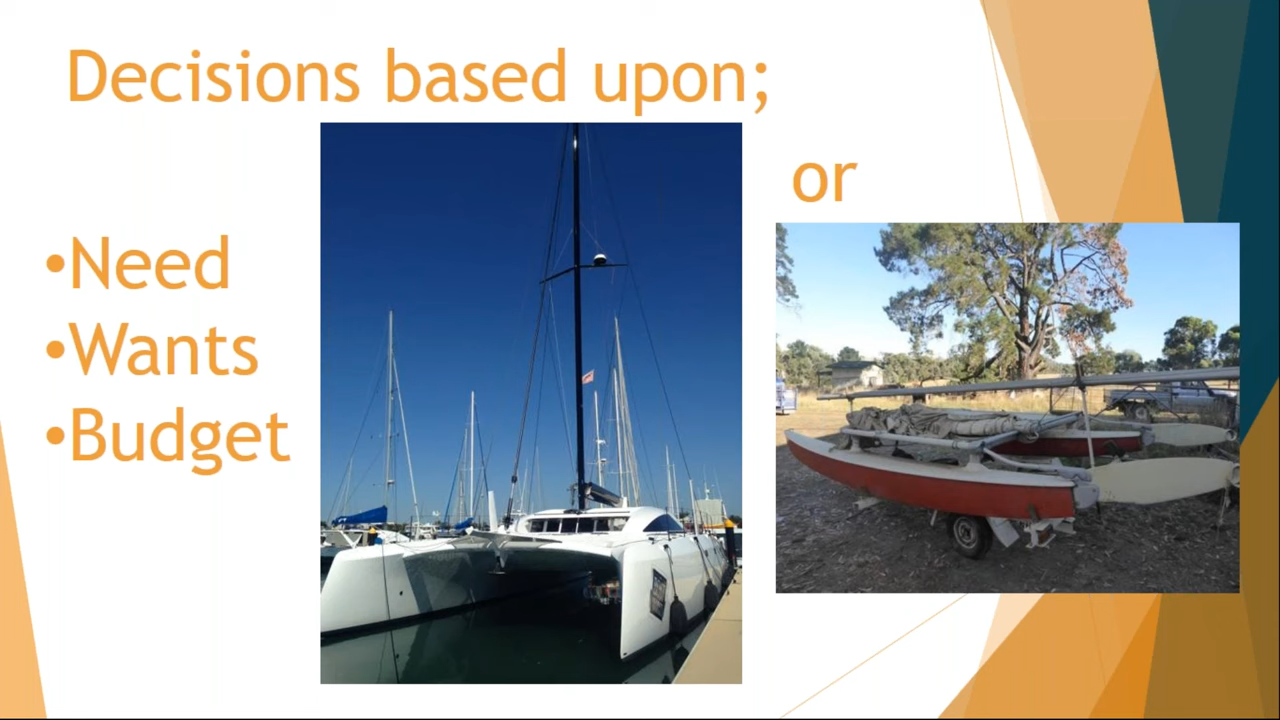 Decisions based upon;
or
•Need
•Wants
•Budget